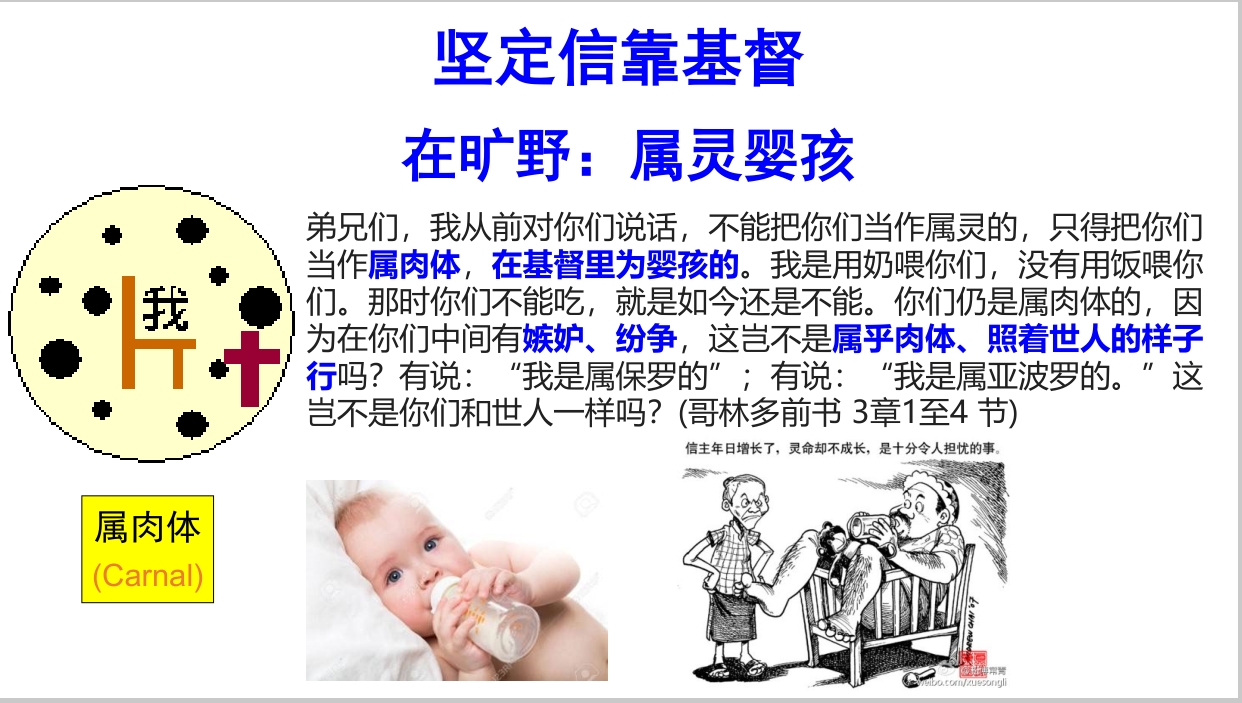 坚定信靠基督
在旷野：属灵婴孩
弟兄们，我从前对你们说话，不能把你们当作属灵的，只得把你们
当作属肉体，在基督里为婴孩的。我是用奶喂你们，没有用饭喂你
们。那时你们不能吃，就是如今还是不能。你们仍是属肉体的，因
为在你们中间有嫉妒、纷争，这岂不是属乎肉体、照着世人的样子
行吗？有说：“我是属保罗的”；有说：“我是属亚波罗的。”这
岂不是你们和世人一样吗？(哥林多前书 3章1至4 节)
我
属肉体
(Carnal)
信主年日增长了，灵命却不成长，是十分令人担忧的事。
weibo.com/xuesongli